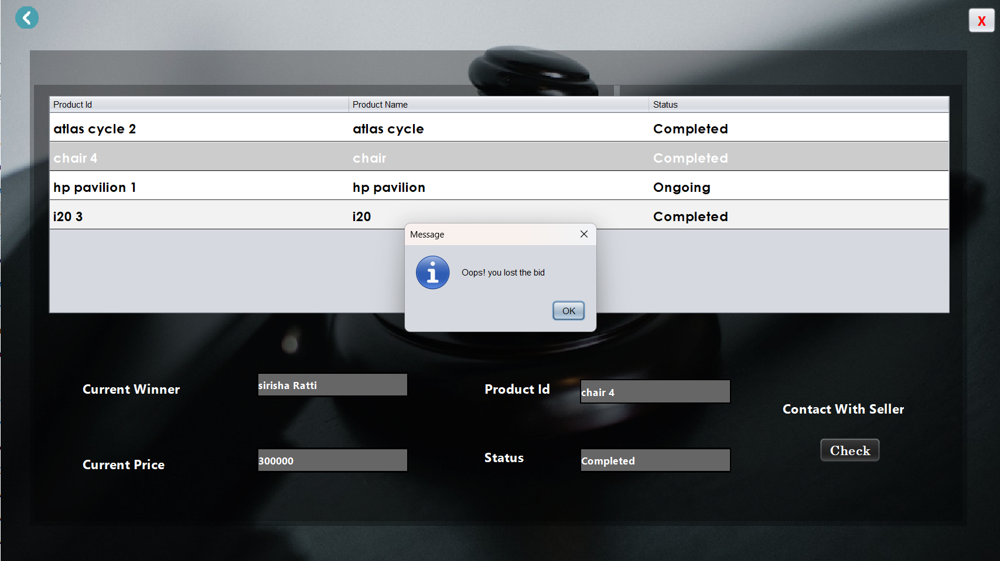 X
Product Id Product Name Status
atlas cycle 2 atlas cycle Completed
chair 4 chair Completed
hp pavilion 1 hp pavilion Ongoing
i20 3 i20 Completed
Message
Oops! you lost the bid
OK
Current Winner sirisha Ratti Product Id chair 4
Contact With Seller
Current Price 300000 Status Completed
Check